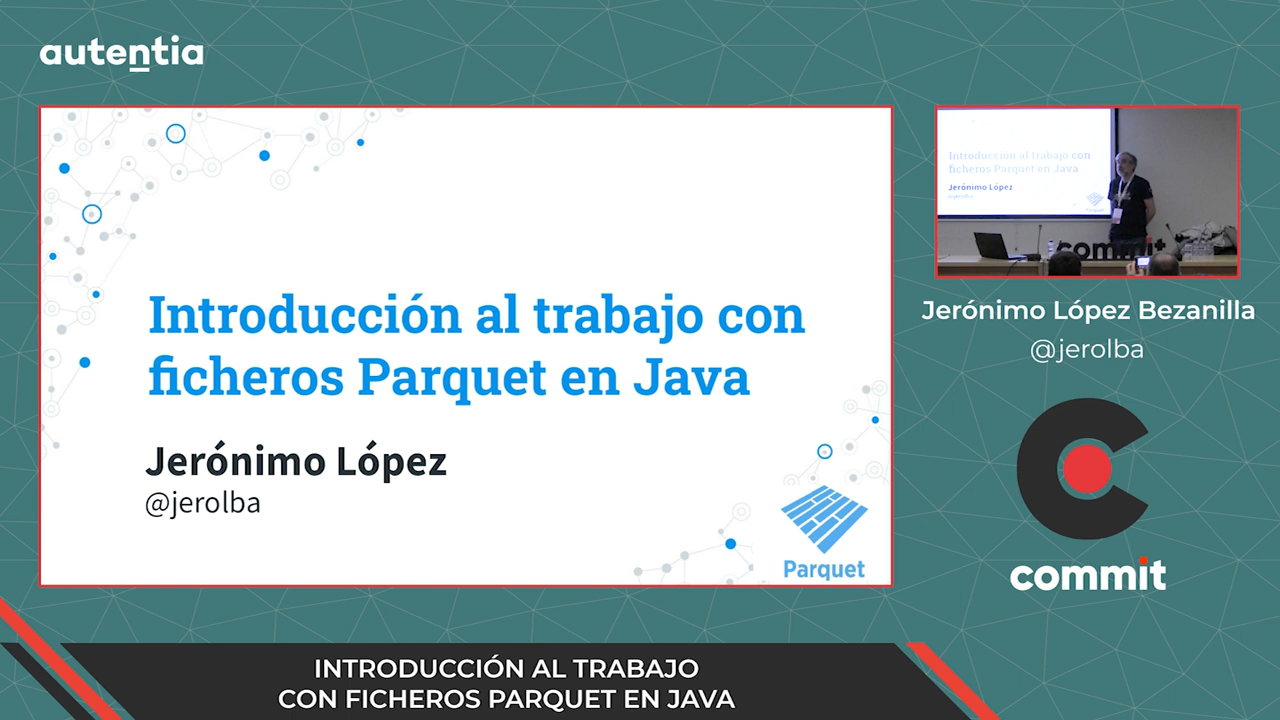 autentia
Introducción al trabajo con
ficheros Parquet en Java
Jerónimo López
@jerolba
Parquet
Introducción al trabajo con
ficheros Parquet en Java
Jerónimo López
@jerolba
commit
Jerónimo López Bezanilla
@jerolba
commit
INTRODUCCIÓN AL TRABAJO
CON FICHEROS PARQUET EN JAVA